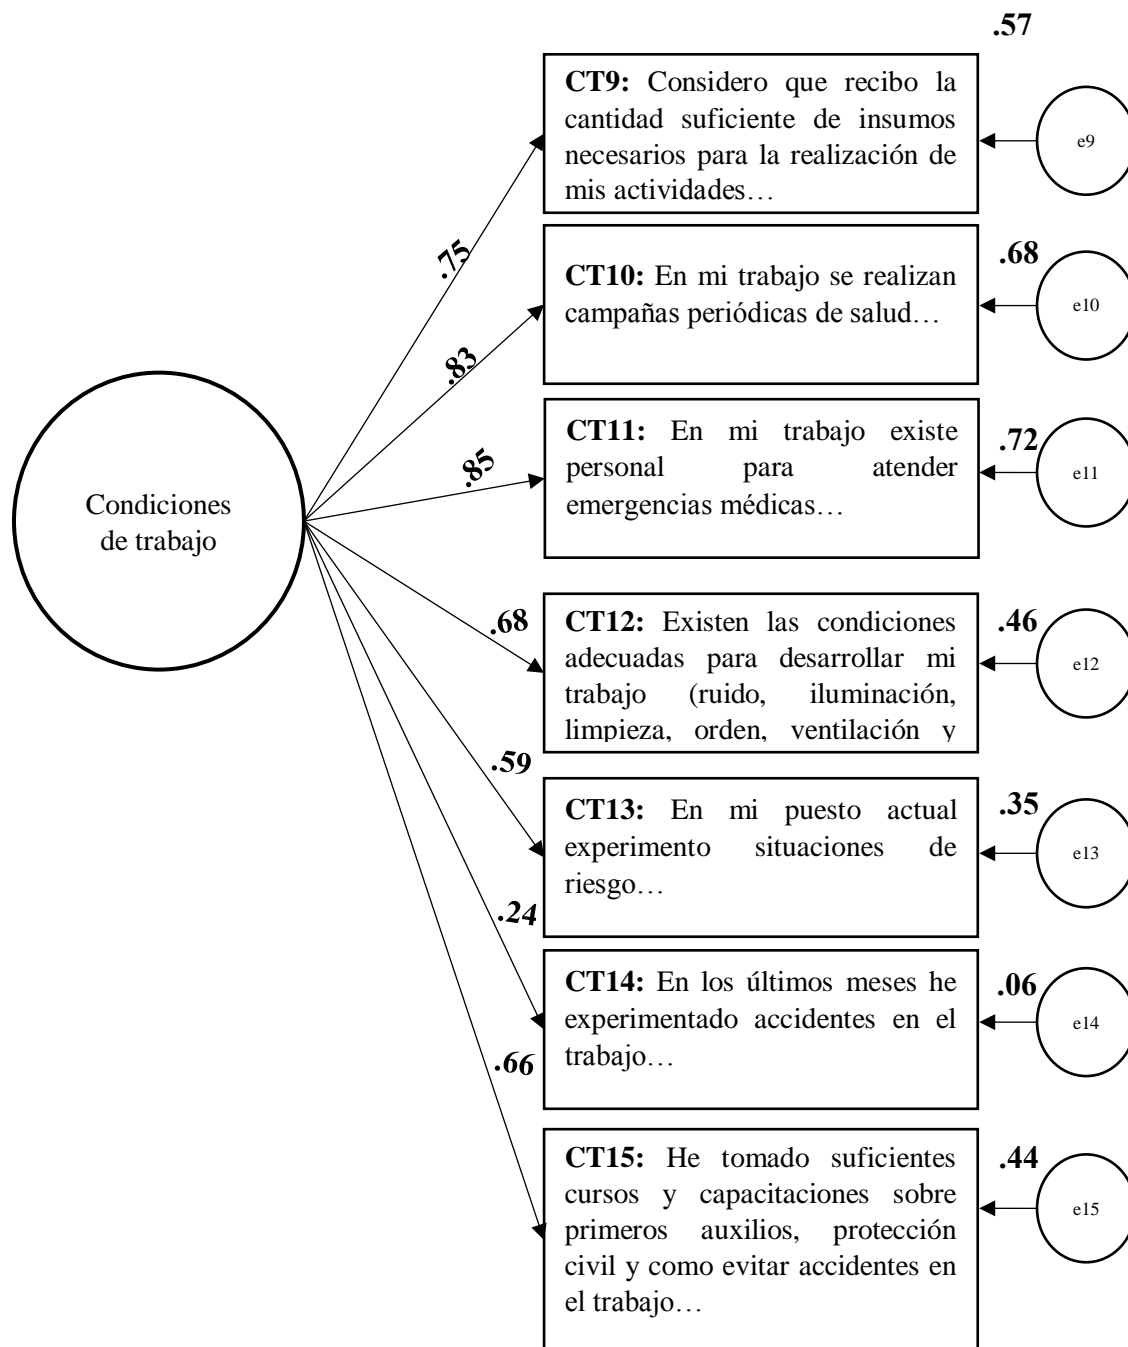 .57
CT9: Considero que recibo la
cantidad suficiente de insumos
necesarios para la realización de
mis actividades…
e9
.75
.68
CT10: En mi trabajo se realizan
campañas periódicas de salud…
e10
.83
.72
CT11: En mi trabajo existe
personal para atender
emergencias médicas…
e11
.85
Condiciones
de trabajo
.68
CT12: Existen las condiciones
adecuadas para desarrollar mi
trabajo (ruido, iluminación,
limpieza, orden, ventilación y
.46
e12
.59
CT13: En mi puesto actual
experimento situaciones de
riesgo…
.35
e13
.24
CT14: En los últimos meses he
experimentado accidentes en el
trabajo…
.06
e14
.66
CT15: He tomado suficientes
cursos y capacitaciones sobre
primeros auxilios, protección
civil y como evitar accidentes en
el trabajo…
.44
e15